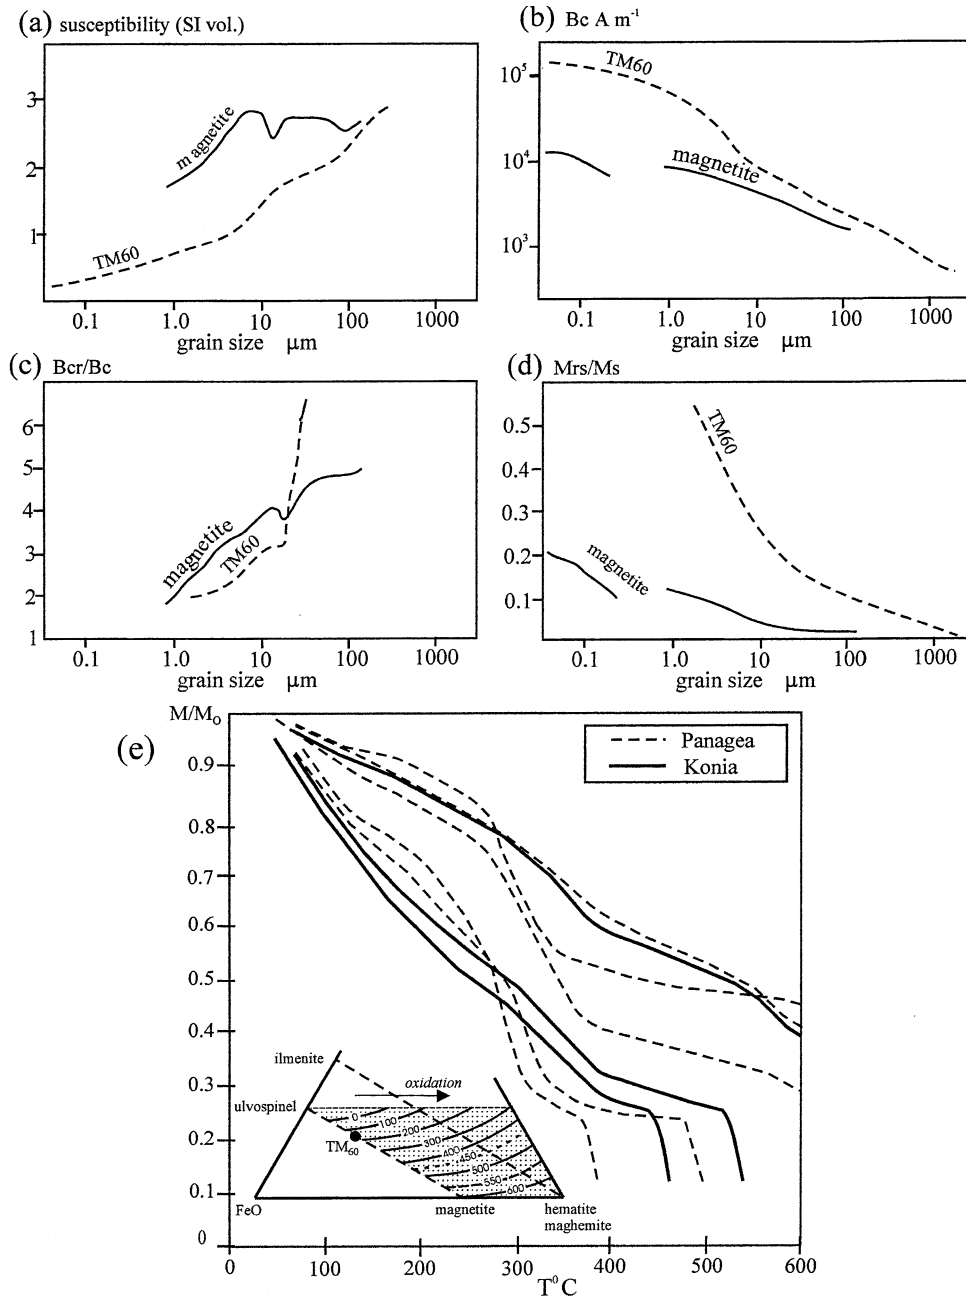 (a) susceptibility (SI vol.)
3
2
1
magnetite
TM60
0.1 1.0 10 100 1000
grain size μm
(b) Bc A m⁻¹
10⁵
10⁴
10³
TM60
magnetite
0.1 1.0 10 100 1000
grain size μm
(c) Bcr/Bc
6
5
4
3
2
1
magnetite
TM60
0.1 1.0 10 100 1000
grain size μm
(d) Mrs/Ms
0.5
0.4
0.3
0.2
0.1
TM60
magnetite
0.1 1.0 10 100 1000
grain size μm
(e)
M/Mo
0.9
0.8
0.7
0.6
0.5
0.4
0.3
0.2
0.1
0
Panagea
Konia
ilmenite
oxidation
ulvospinel
0
100
200
300
400
450
500
550
600
TM60
FeO
magnetite
hematite
maghemite
0 100 200 300 400 500 600
T⁰C